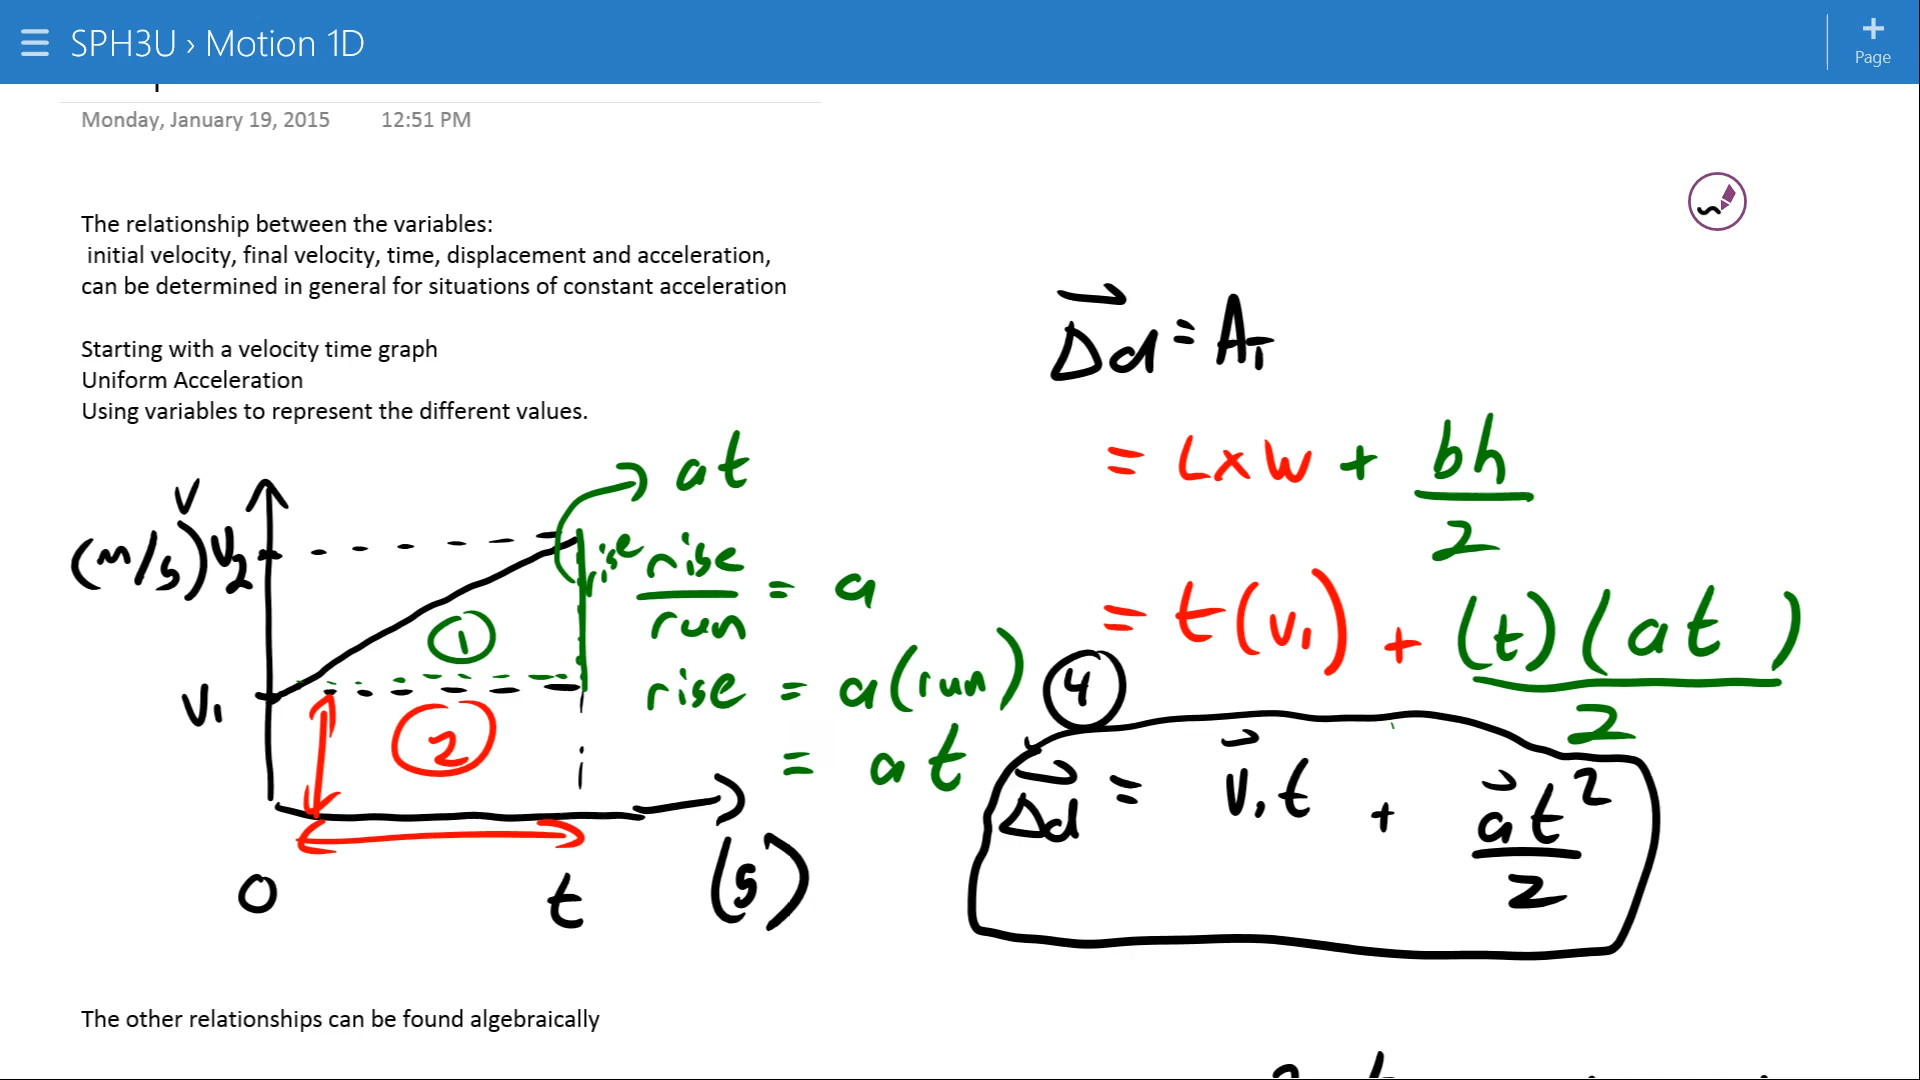 SPH3U › Motion 1D
Page
Monday, January 19, 2015 12:51 PM
The relationship between the variables:
initial velocity, final velocity, time, displacement and acceleration,
can be determined in general for situations of constant acceleration
Starting with a velocity time graph
Uniform Acceleration
Using variables to represent the different values.
v
(m/s)
v₂
v₁
0
t
(s)
1
2
at
rise
rise/run = a
rise = a(run)
= at
Δd⃗ = A_T
= L x W + bh/2
= t(v₁) + (t)(at)/2
4
Δd⃗ = v⃗₁t + a⃗t²/2
The other relationships can be found algebraically